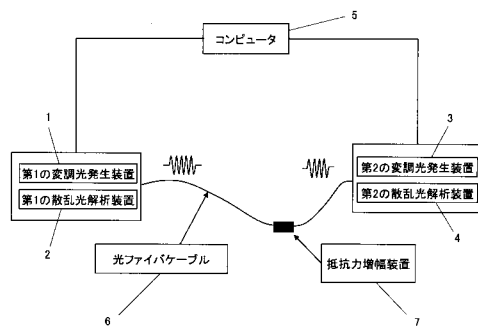 5
コンピュータ
1
3
第1の変調光発生装置
第2の変調光発生装置
第1の散乱光解析装置
第2の散乱光解析装置
2
4
光ファイバケーブル
抵抗力増幅装置
6
7